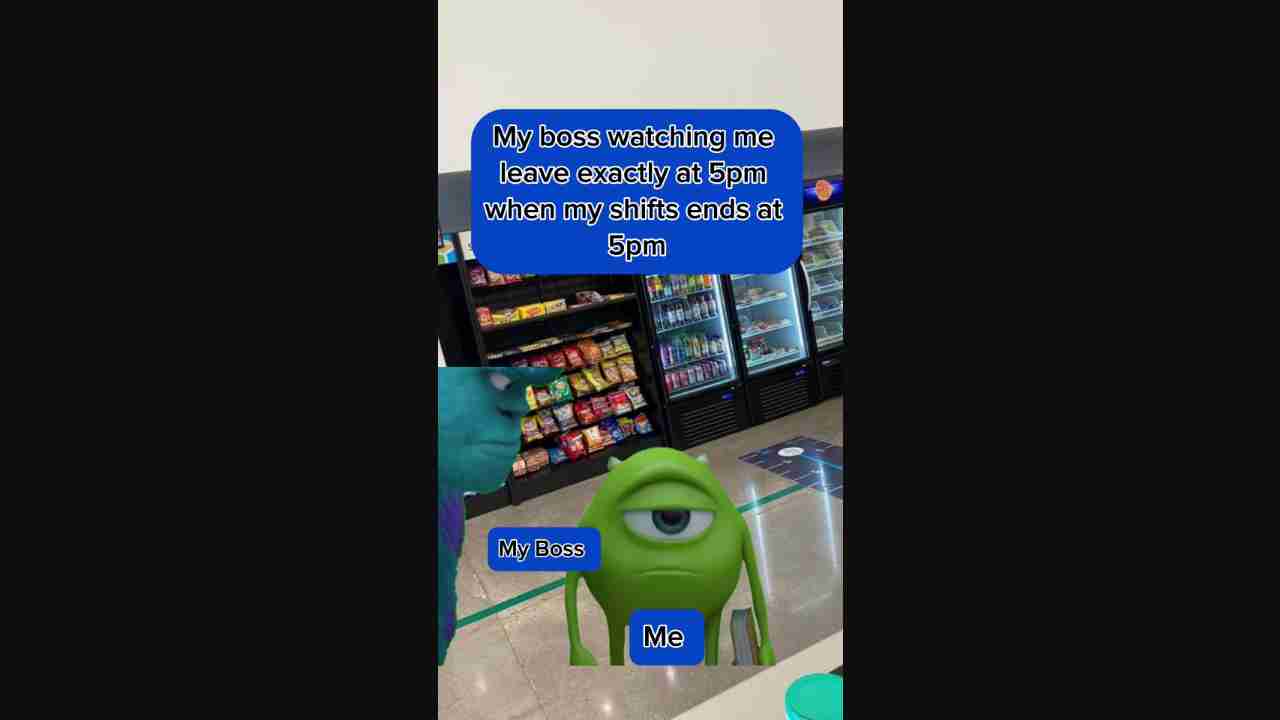 My boss watching me
leave exactly at 5pm
when my shifts ends at
5pm
My Boss
Me